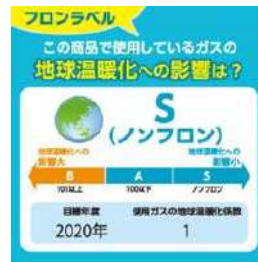 フロンラベル
この商品で使用しているガスの
地球温暖化への影響は？
S
(ノンフロン)
地球温暖化への 地球温暖化への
影響大 影響小
B A S
101以上 100以下 ノンフロン
目標年度 使用ガスの地球温暖化係数
2020年 1